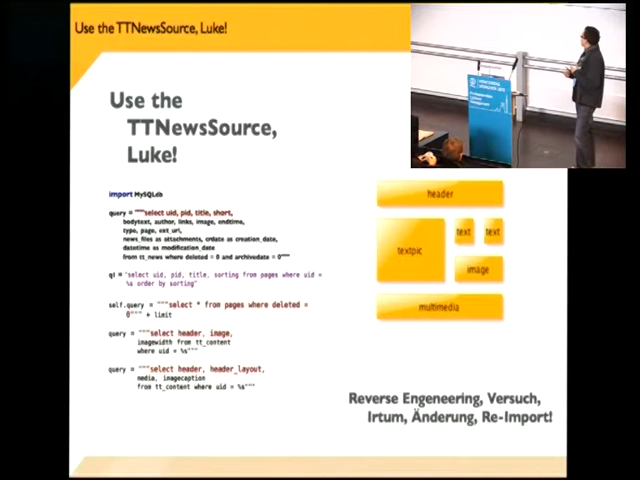 Use the TTNewsSource, Luke!
Use the
TTNewsSource,
Luke!
import MySQLdb
query = """select uid, pid, title, short,
bodytext, author, links, image, endtime,
type, page, ext_url,
news_files as attachments, crdate as creation_date,
datetime as modification_date
from tt_news where deleted = 0 and archivedate = 0"""
q1 = "select uid, pid, title, sorting from pages where uid =
%s order by sorting"
self.query = """select * from pages where deleted =
0""" + limit
query = """select header, image,
imagewidth from tt_content
where uid = %s"""
query = """select header, header_layout,
media, imagecaption
from tt_content where uid = %s"""
header
textpic
text
text
image
multimedia
Reverse Engeneering, Versuch,
Irtum, Änderung, Re-Import!